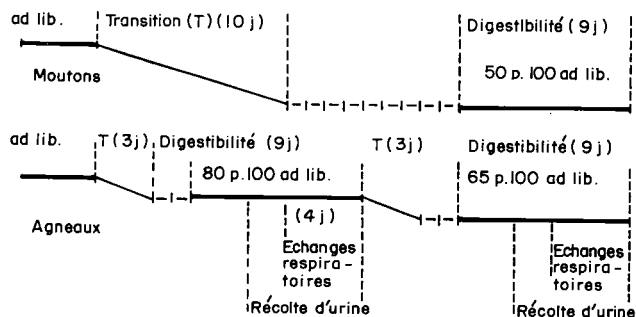 ad lib. Transition (T) (10 j) Digestibilité (9 j)
Moutons 50 p. 100 ad lib.
ad lib. T (3 j) Digestibilité (9 j) T (3 j) Digestibilité (9 j)
80 p. 100 ad lib. 65 p. 100 ad lib.
Agneaux (4 j)
Echanges respira- toires
Echanges respira- toires
Récolte d'urine Récolte d'urine